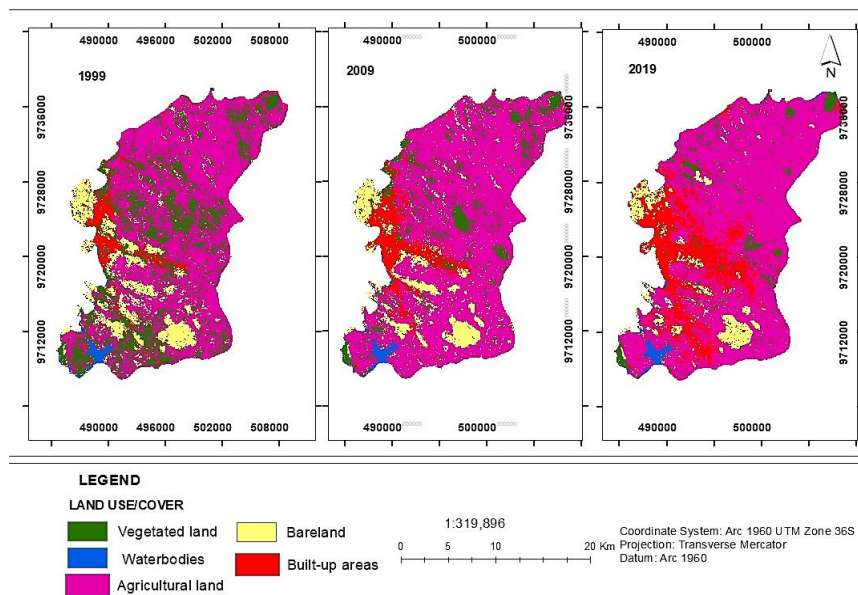 490000 496000 502000 508000
490000 000000 500000 000000
490000 500000
1999
2009
2019
N
9736000
9728000
9720000
9712000
9736000
9728000
9720000
9712000
9736000
9728000
9720000
9712000
490000 496000 502000 508000
490000 500000 000000
490000 500000
LEGEND
LAND USE/COVER
Vegetated land
Bareland
Waterbodies
Built-up areas
Agricultural land
1:319,896
0 5 10 20 Km
Coordinate System: Arc 1960 UTM Zone 36S
Projection: Transverse Mercator
Datum: Arc 1960